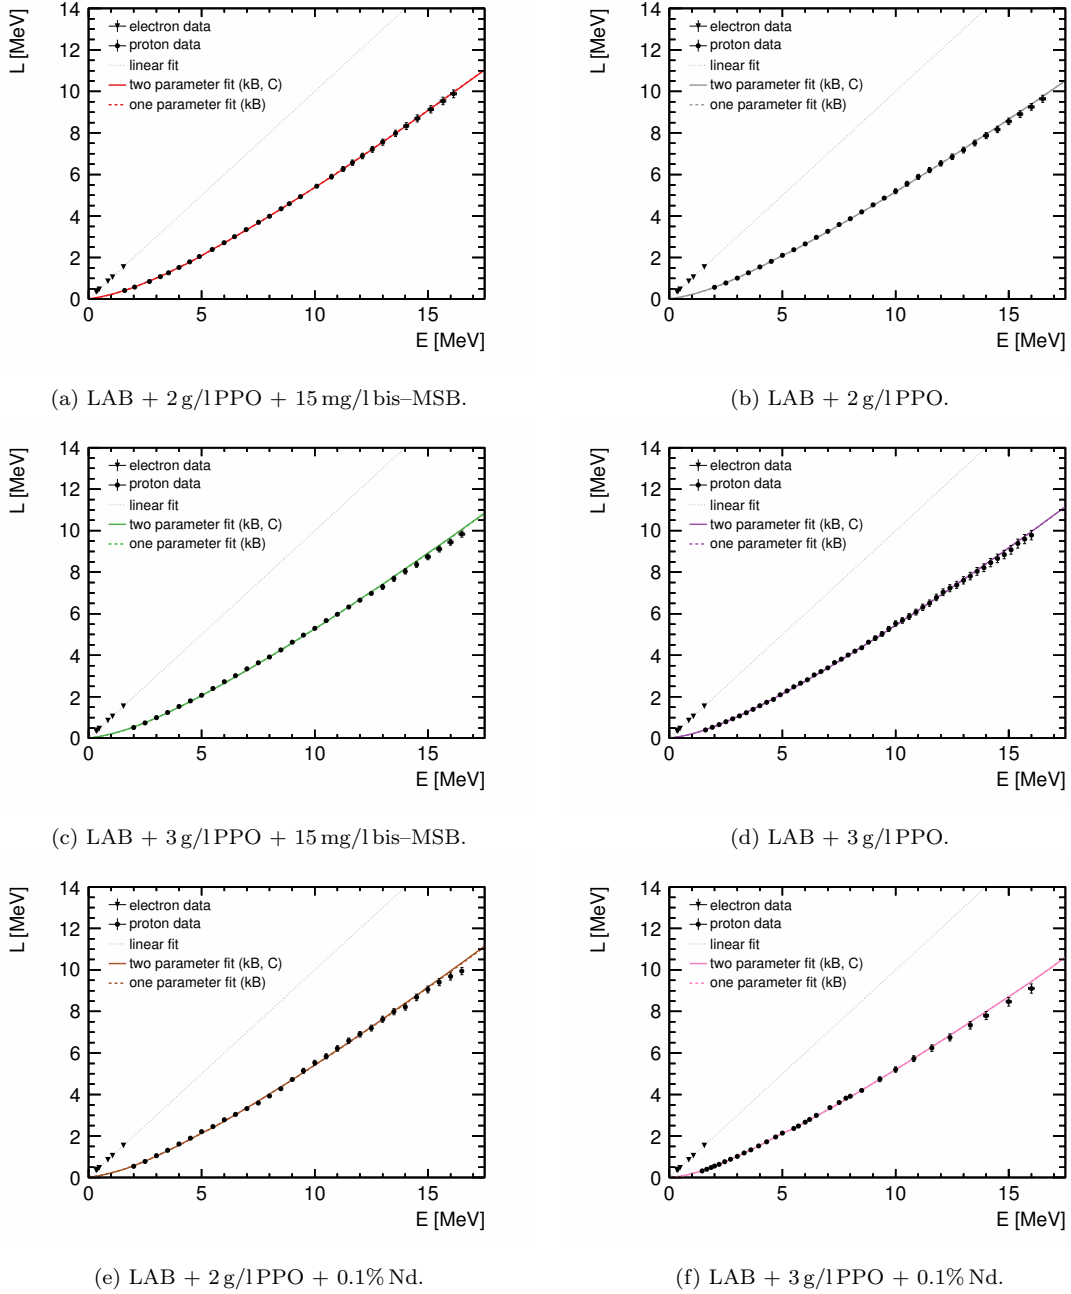 L [MeV]
14
12
10
8
6
4
2
0
electron data
proton data
linear fit
two parameter fit (kB, C)
one parameter fit (kB)
0 5 10 15
E [MeV]
(a) LAB + 2 g/l PPO + 15 mg/l bis–MSB.
L [MeV]
14
12
10
8
6
4
2
0
electron data
proton data
linear fit
two parameter fit (kB, C)
one parameter fit (kB)
0 5 10 15
E [MeV]
(b) LAB + 2 g/l PPO.
L [MeV]
14
12
10
8
6
4
2
0
electron data
proton data
linear fit
two parameter fit (kB, C)
one parameter fit (kB)
0 5 10 15
E [MeV]
(c) LAB + 3 g/l PPO + 15 mg/l bis–MSB.
L [MeV]
14
12
10
8
6
4
2
0
electron data
proton data
linear fit
two parameter fit (kB, C)
one parameter fit (kB)
0 5 10 15
E [MeV]
(d) LAB + 3 g/l PPO.
L [MeV]
14
12
10
8
6
4
2
0
electron data
proton data
linear fit
two parameter fit (kB, C)
one parameter fit (kB)
0 5 10 15
E [MeV]
(e) LAB + 2 g/l PPO + 0.1% Nd.
L [MeV]
14
12
10
8
6
4
2
0
electron data
proton data
linear fit
two parameter fit (kB, C)
one parameter fit (kB)
0 5 10 15
E [MeV]
(f) LAB + 3 g/l PPO + 0.1% Nd.